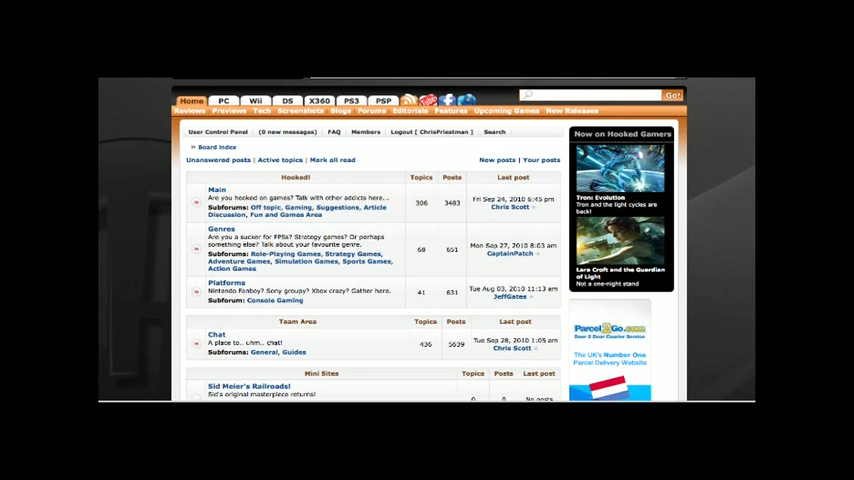 Home PC Wii DS X360 PS3 PSP Go!
Reviews Previews Tech Screenshots Blogs Forums Editorials Features Upcoming Games New Releases
User Control Panel (0 new messages) FAQ Members Logout [ ChrisPriestman ] Search
Board index
Unanswered posts | Active topics | Mark all read New posts | Your posts
Hooked! Topics Posts Last post
Main
Are you hooked on games? Talk with other addicts here...
Subforums: Off topic, Gaming, Suggestions, Article
Discussion, Fun and Games Area
306 3483 Fri Sep 24, 2010 6:45 pm
Chris Scott
Genres
Are you a sucker for FPSs? Strategy games? Or perhaps
something else? Talk about your favourite genre.
Subforums: Role-Playing Games, Strategy Games,
Adventure Games, Simulation Games, Sports Games,
Action Games
68 651 Mon Sep 27, 2010 8:03 am
CaptainPatch
Platforms
Nintendo Fanboy? Sony groupy? Xbox crazy? Gather here.
Subforum: Console Gaming
41 631 Tue Aug 03, 2010 11:13 am
JeffGates
Team Area Topics Posts Last post
Chat
A place to.. uhm.. chat!
Subforums: General, Guides
436 5639 Tue Sep 28, 2010 1:05 am
Chris Scott
Mini Sites Topics Posts Last post
Sid Meier's Railroads!
Sid's original masterpiece returns!
0 0 No posts
Now on Hooked Gamers
Tron: Evolution
Tron and the light cycles are
back!
Lara Croft and the Guardian
of Light
Not a one-night stand
Parcel2Go.com
Door 2 Door Courier Service
The UK's Number One
Parcel Delivery Website